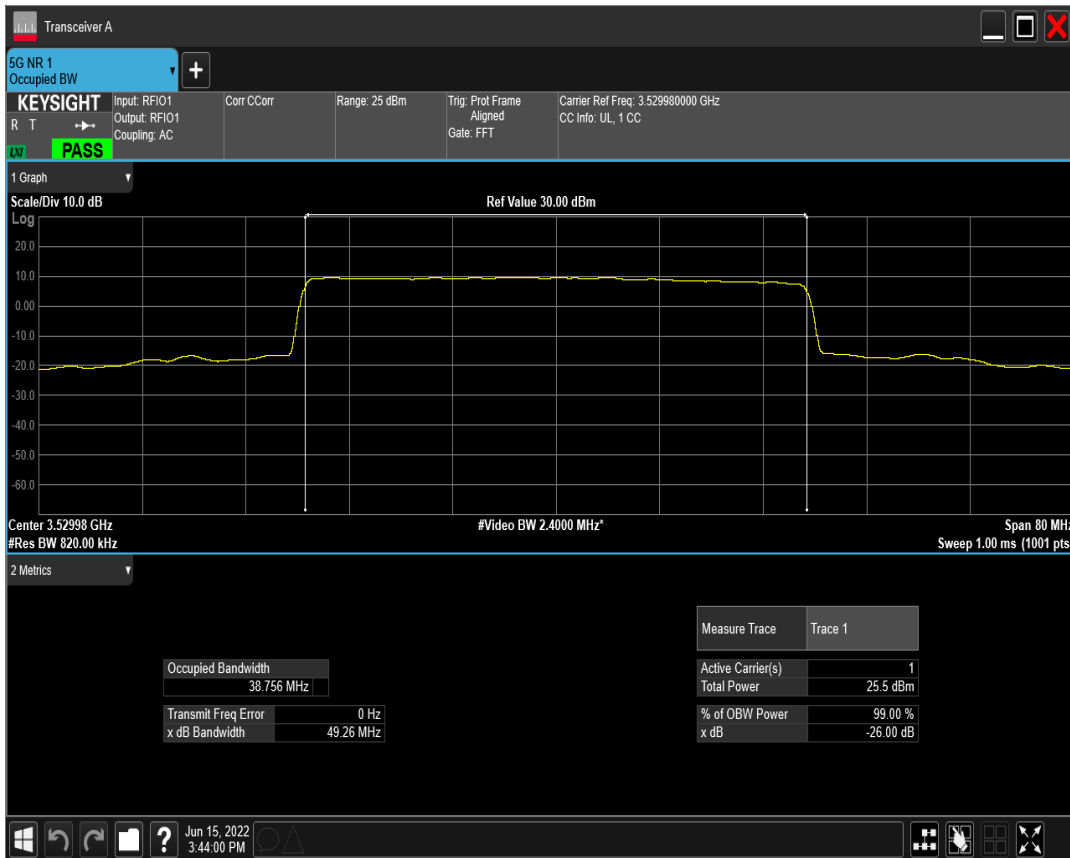 Transceiver A
5G NR 1
Occupied BW
+
KEYSIGHT
R T
LXI
PASS
Input: RFIO1
Output: RFIO1
Coupling: AC
Corr CCorr
Range: 25 dBm
Trig: Prot Frame
Aligned
Gate: FFT
Carrier Ref Freq: 3.529980000 GHz
CC Info: UL, 1 CC
1 Graph
Scale/Div 10.0 dB
Ref Value 30.00 dBm
Log
20.0
10.0
0.00
-10.0
-20.0
-30.0
-40.0
-50.0
-60.0
Center 3.52998 GHz
#Video BW 2.4000 MHz*
Span 80 MHz
#Res BW 820.00 kHz
Sweep 1.00 ms (1001 pts
2 Metrics
Measure Trace Trace 1
Occupied Bandwidth
38.756 MHz
Active Carrier(s) 1
Total Power 25.5 dBm
Transmit Freq Error 0 Hz
x dB Bandwidth 49.26 MHz
% of OBW Power 99.00 %
x dB -26.00 dB
?
Jun 15, 2022
3:44:00 PM